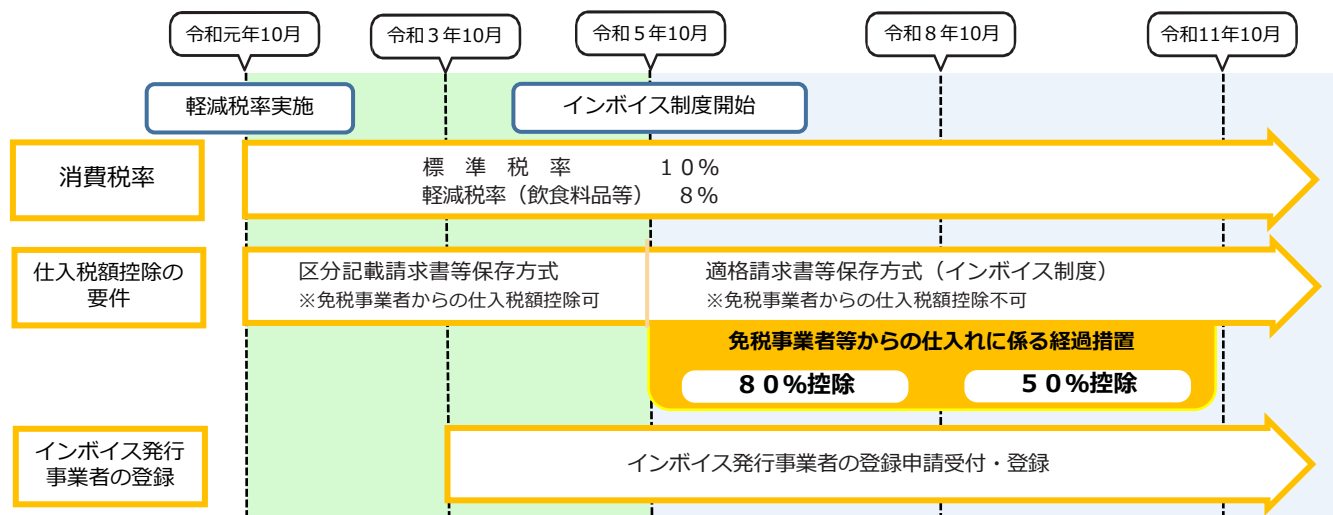 令和元年10月
令和3年10月
令和5年10月
令和8年10月
令和11年10月
軽減税率実施
インボイス制度開始
消費税率
標 準 税 率 10%
軽減税率（飲食料品等） 8%
仕入税額控除の
要件
区分記載請求書等保存方式
※免税事業者からの仕入税額控除可
適格請求書等保存方式（インボイス制度）
※免税事業者からの仕入税額控除不可
免税事業者等からの仕入れに係る経過措置
80%控除
50%控除
インボイス発行
事業者の登録
インボイス発行事業者の登録申請受付・登録